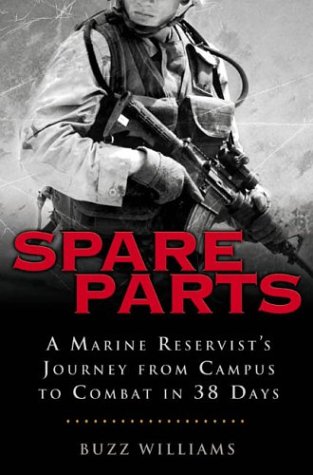 SPARE
PARTS
A MARINE RESERVIST'S
JOURNEY FROM CAMPUS
TO COMBAT IN 38 DAYS
BUZZ WILLIAMS